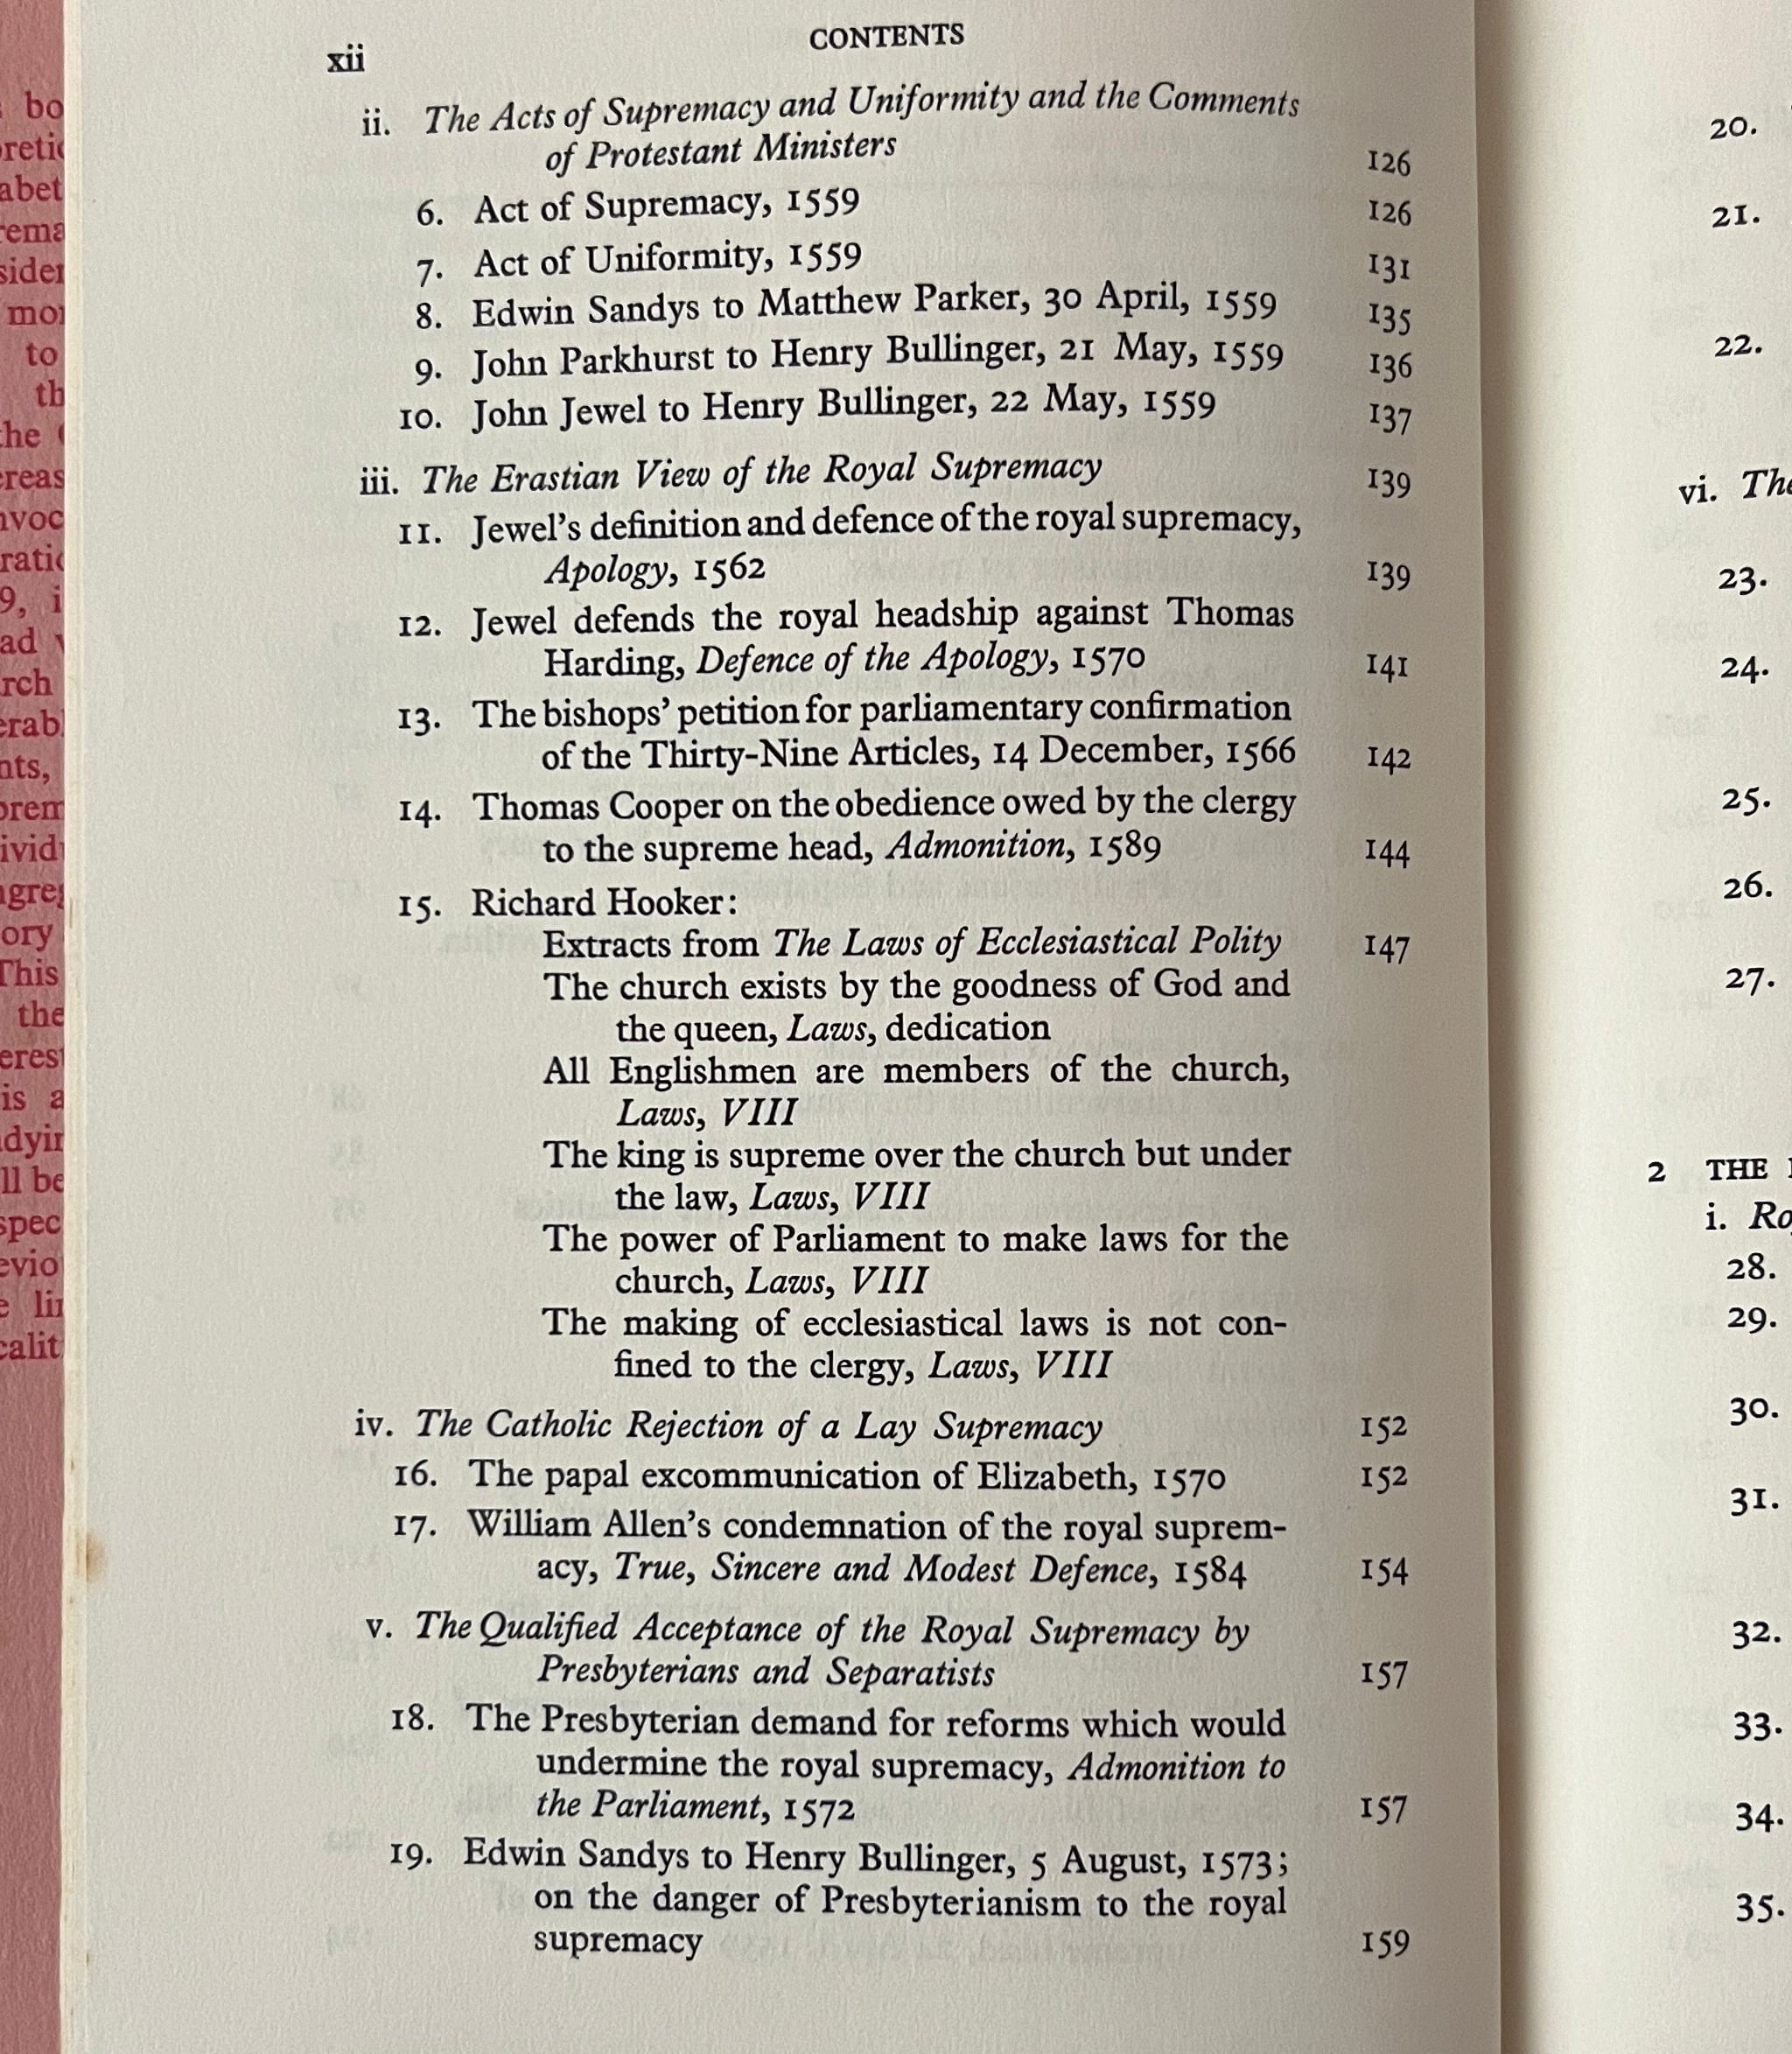 xii
CONTENTS
ii. The Acts of Supremacy and Uniformity and the Comments
of Protestant Ministers 126
6. Act of Supremacy, 1559 126
7. Act of Uniformity, 1559 131
8. Edwin Sandys to Matthew Parker, 30 April, 1559 135
9. John Parkhurst to Henry Bullinger, 21 May, 1559 136
10. John Jewel to Henry Bullinger, 22 May, 1559 137
iii. The Erastian View of the Royal Supremacy 139
11. Jewel's definition and defence of the royal supremacy,
Apology, 1562 139
12. Jewel defends the royal headship against Thomas
Harding, Defence of the Apology, 1570 141
13. The bishops' petition for parliamentary confirmation
of the Thirty-Nine Articles, 14 December, 1566 142
14. Thomas Cooper on the obedience owed by the clergy
to the supreme head, Admonition, 1589 144
15. Richard Hooker:
Extracts from The Laws of Ecclesiastical Polity 147
The church exists by the goodness of God and
the queen, Laws, dedication
All Englishmen are members of the church,
Laws, VIII
The king is supreme over the church but under
the law, Laws, VIII
The power of Parliament to make laws for the
church, Laws, VIII
The making of ecclesiastical laws is not con-
fined to the clergy, Laws, VIII
iv. The Catholic Rejection of a Lay Supremacy 152
16. The papal excommunication of Elizabeth, 1570 152
17. William Allen's condemnation of the royal suprem-
acy, True, Sincere and Modest Defence, 1584 154
v. The Qualified Acceptance of the Royal Supremacy by
Presbyterians and Separatists 157
18. The Presbyterian demand for reforms which would
undermine the royal supremacy, Admonition to
the Parliament, 1572 157
19. Edwin Sandys to Henry Bullinger, 5 August, 1573;
on the danger of Presbyterianism to the royal
supremacy 159
20.
21.
22.
vi. The
23.
24.
25.
26.
27.
2 THE
i.
28.
29.
30.
31.
32.
33.
34.
35.